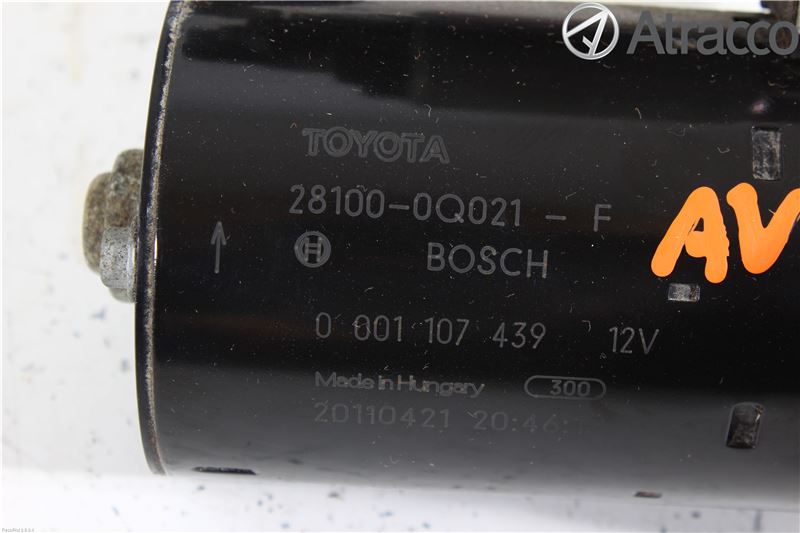 Atracco
TOYOTA
28100-0Q021 - F
AV
BOSCH
0 001 107 439 12V
Made in Hungary 300
20110421 20:46: